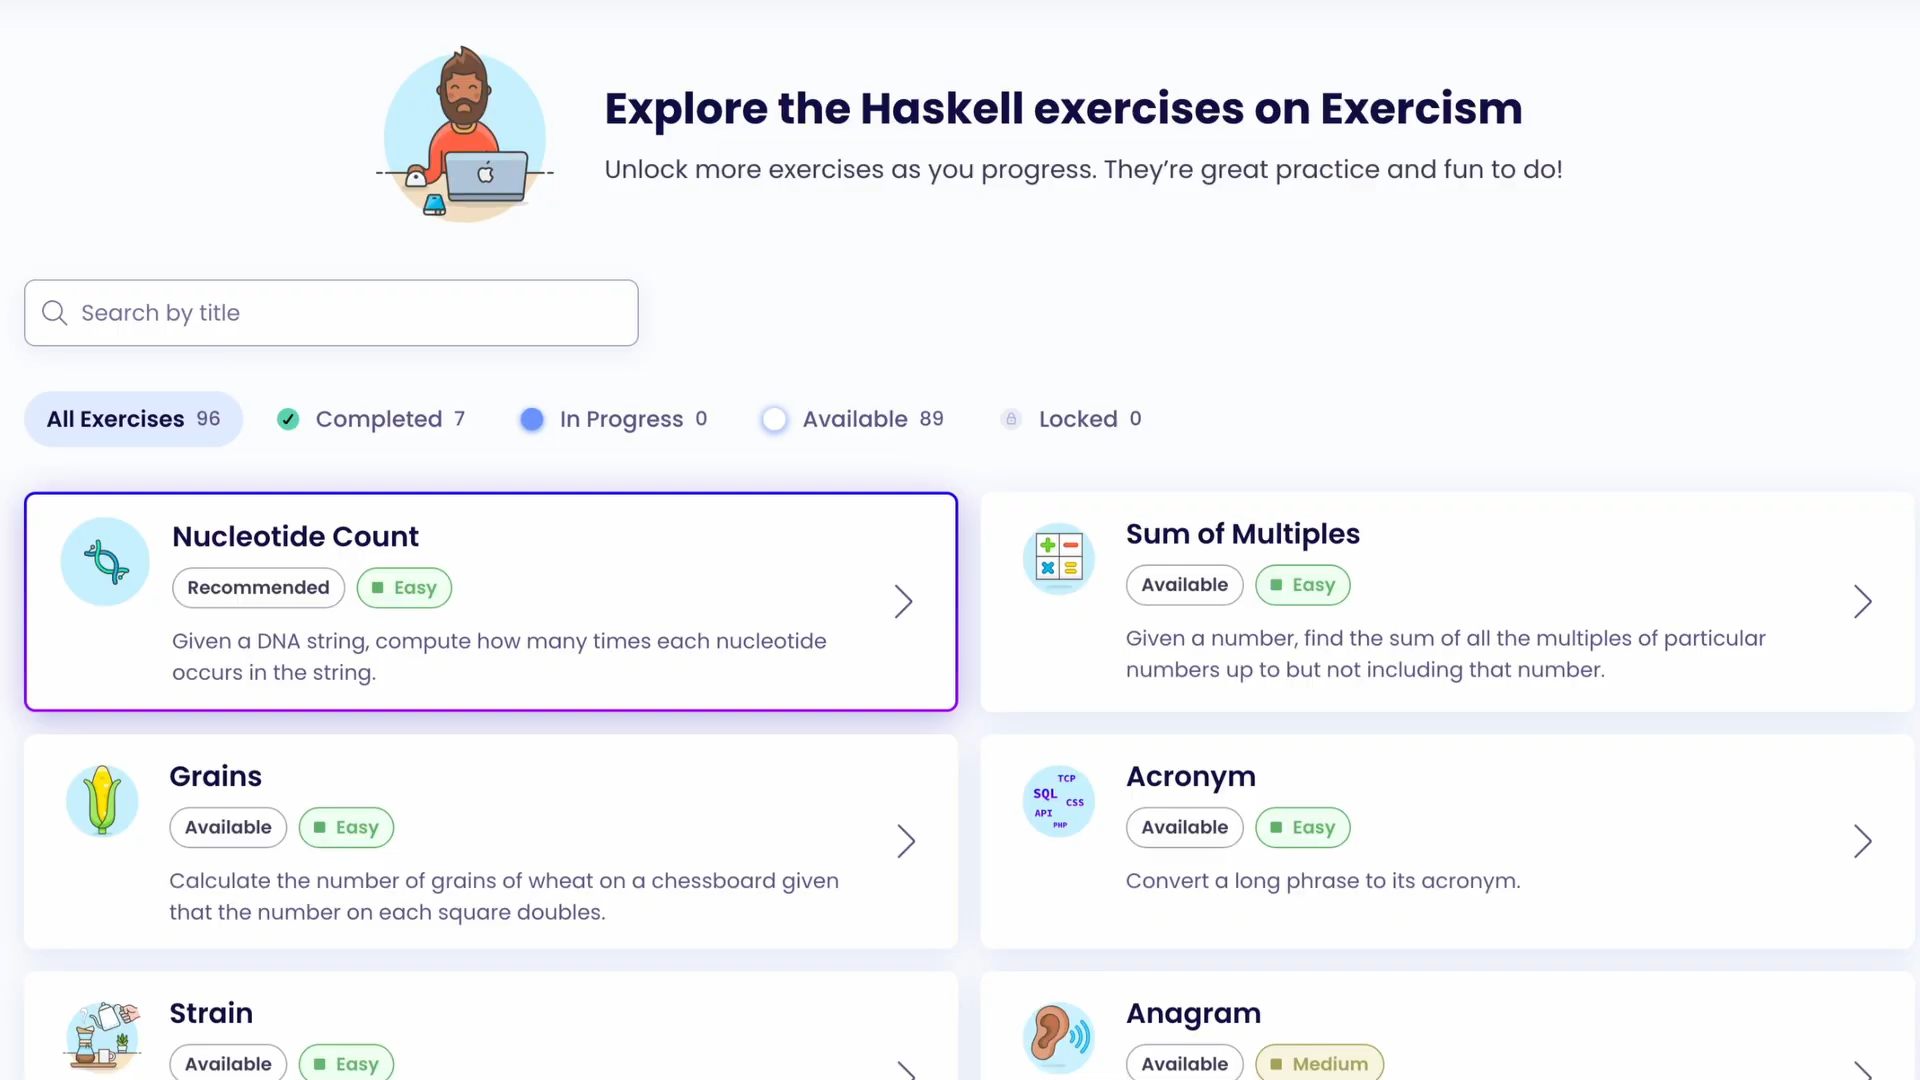 Explore the Haskell exercises on Exercism
Unlock more exercises as you progress. They’re great practice and fun to do!
Search by title
All Exercises 96
Completed 7
In Progress 0
Available 89
Locked 0
Nucleotide Count
Recommended
Easy
Given a DNA string, compute how many times each nucleotide
occurs in the string.
Sum of Multiples
Available
Easy
Given a number, find the sum of all the multiples of particular
numbers up to but not including that number.
Grains
Available
Easy
Calculate the number of grains of wheat on a chessboard given
that the number on each square doubles.
TCP
SQL
CSS
API
PHP
Acronym
Available
Easy
Convert a long phrase to its acronym.
Strain
Available
Easy
Anagram
Available
Medium